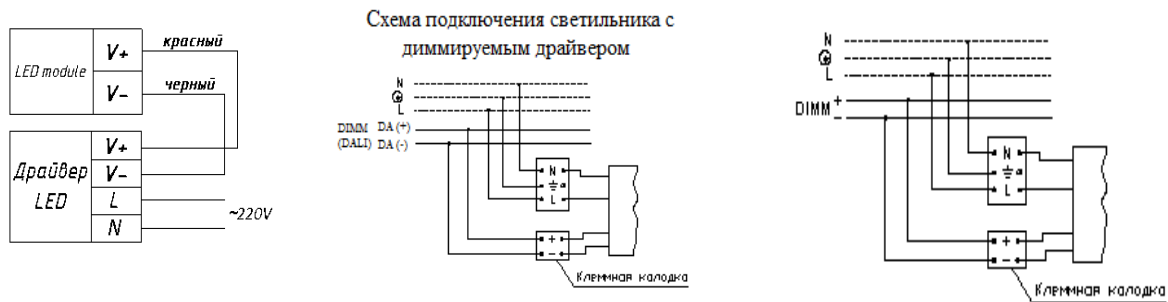 LED module
V+
V-
красный
черный
Драйвер
LED
V+
V-
L
N
~220V
Схема подключения светильника с
диммируемым драйвером
N
L
DIMM DA (+)
(DALI) DA (-)
N
L
+
-
Клеммная колодка
N
L
DIMM +
-
N
L
+
-
Клеммная колодка